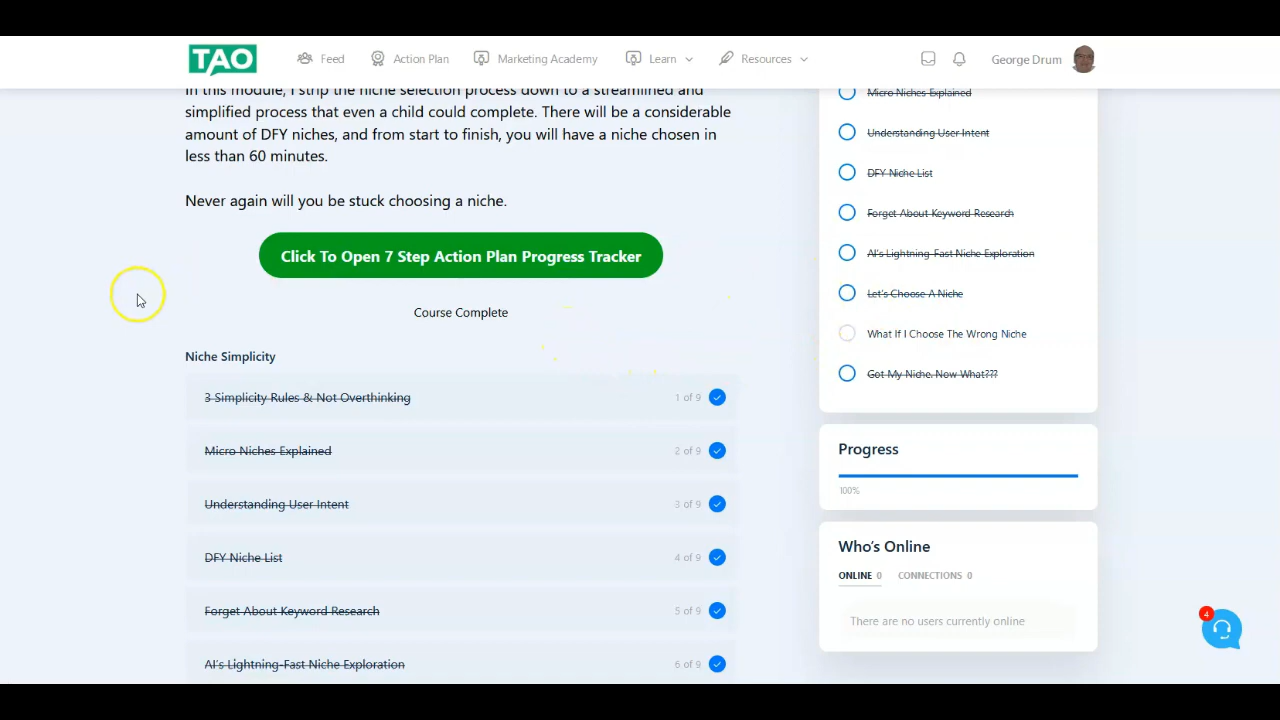 TAO
Feed
Action Plan
Marketing Academy
Learn
Resources
George Drum
In this module, I strip the niche selection process down to a streamlined and
simplified process that even a child could complete. There will be a considerable
amount of DFY niches, and from start to finish, you will have a niche chosen in
less than 60 minutes.
Never again will you be stuck choosing a niche.
Click To Open 7 Step Action Plan Progress Tracker
Course Complete
Niche Simplicity
3 Simplicity Rules & Not Overthinking
1 of 9
Micro Niches Explained
2 of 9
Understanding User Intent
3 of 9
DFY Niche List
4 of 9
Forget About Keyword Research
5 of 9
AI's Lightning-Fast Niche Exploration
6 of 9
Micro Niches Explained
Understanding User Intent
DFY Niche List
Forget About Keyword Research
AI's Lightning-Fast Niche Exploration
Let's Choose A Niche
What If I Choose The Wrong Niche
Got My Niche. Now What???
Progress
100%
Who's Online
ONLINE 0
CONNECTIONS 0
There are no users currently online
4